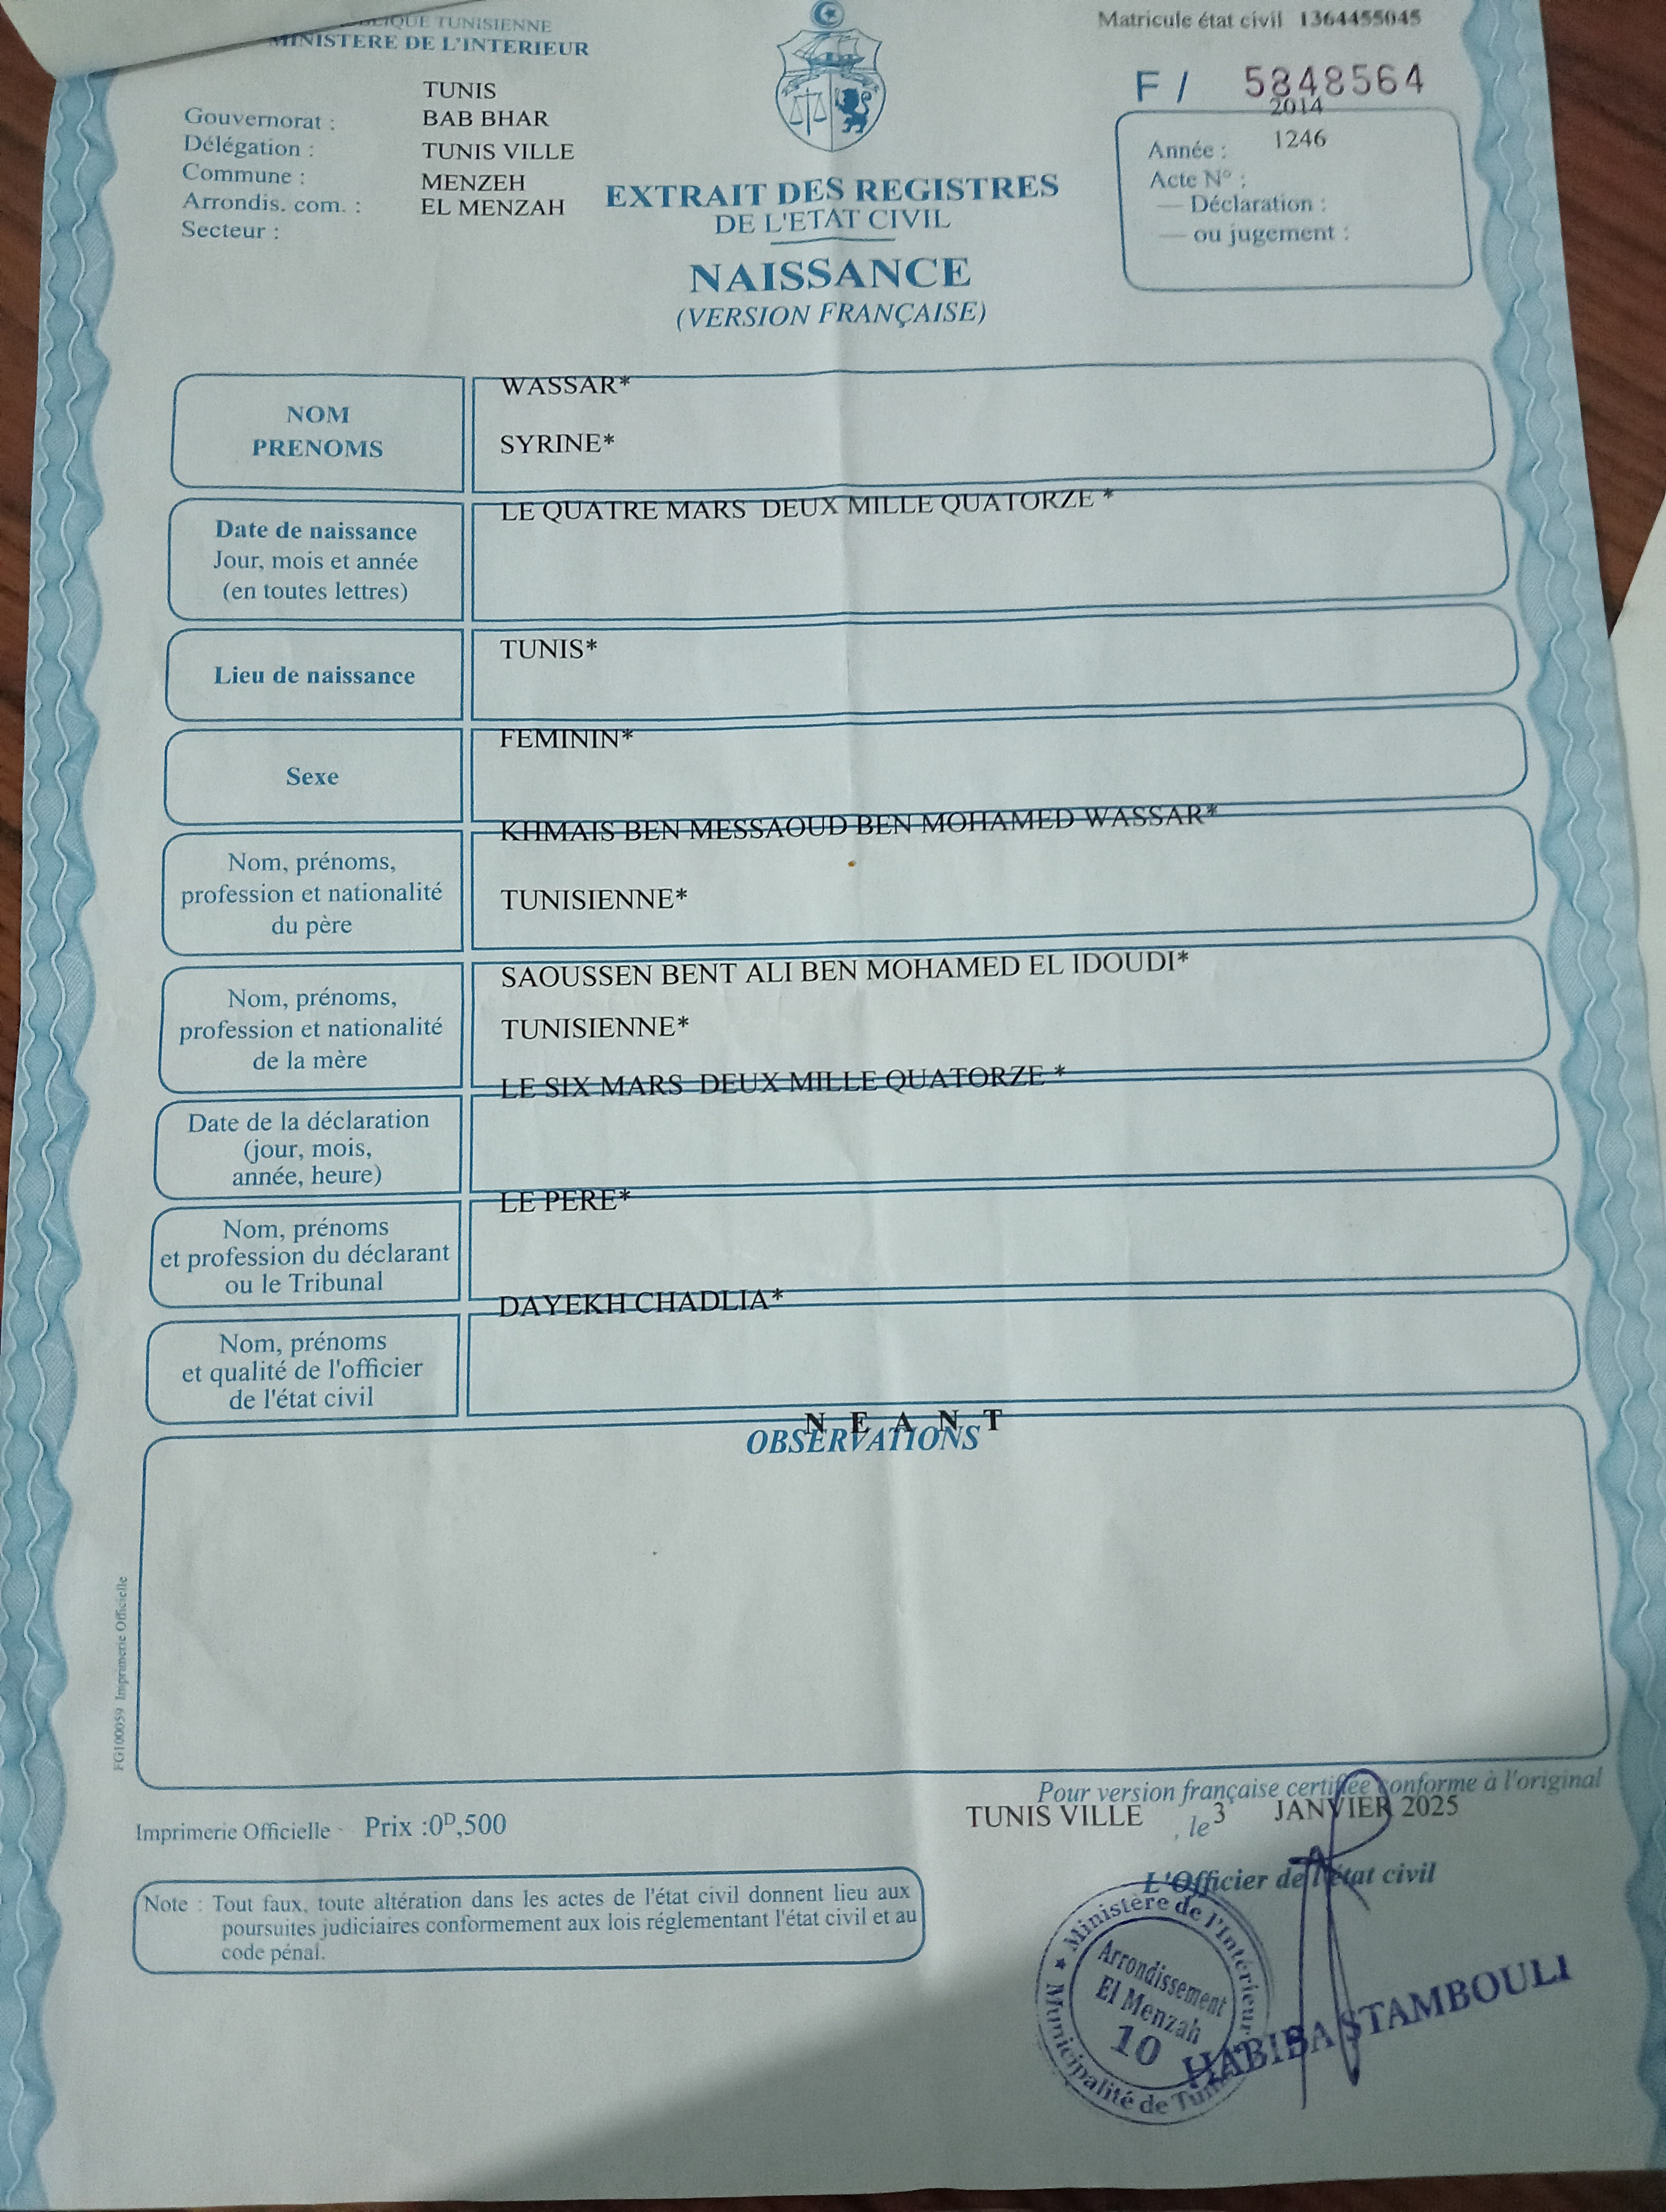 TUNISIENNE
MINISTERE DE L'INTERIEUR
Matricule état civil 1364455045
F / 5848564
Gouvernorat : TUNIS
Délégation : BAB BHAR
Commune : TUNIS VILLE
Arrondis. com. : MENZEH
Secteur : EL MENZAH
2014
Année : 1246
Acte N° :
— Déclaration :
— ou jugement :
EXTRAIT DES REGISTRES
DE L'ETAT CIVIL
NAISSANCE
(VERSION FRANÇAISE)
NOM
PRENOMS
WASSAR*
SYRINE*
Date de naissance
Jour, mois et année
(en toutes lettres)
LE QUATRE MARS DEUX MILLE QUATORZE *
Lieu de naissance
TUNIS*
Sexe
FEMININ*
Nom, prénoms,
profession et nationalité
du père
KHMAIS BEN MESSAOUD BEN MOHAMED WASSAR*
TUNISIENNE*
Nom, prénoms,
profession et nationalité
de la mère
SAOUSSEN BENT ALI BEN MOHAMED EL IDOUDI*
TUNISIENNE*
Date de la déclaration
(jour, mois,
année, heure)
LE SIX MARS DEUX MILLE QUATORZE *
Nom, prénoms
et profession du déclarant
ou le Tribunal
LE PERE*
Nom, prénoms
et qualité de l'officier
de l'état civil
DAYEKH CHADLIA*
N E A N T
OBSERVATIONS
FG100059 Imprimerie Officielle
Pour version française certifiée conforme à l'original
TUNIS VILLE , le 3 JANVIER 2025
Imprimerie Officielle - Prix :0D,500
L'Officier de l'état civil
Note : Tout faux, toute altération dans les actes de l'état civil donnent lieu aux
poursuites judiciaires conformement aux lois réglementant l'état civil et au
code pénal.
Ministère de l'Intérieur
Arrondissement
El Menzah
10
Municipalité de
HABIBA STAMBOULI